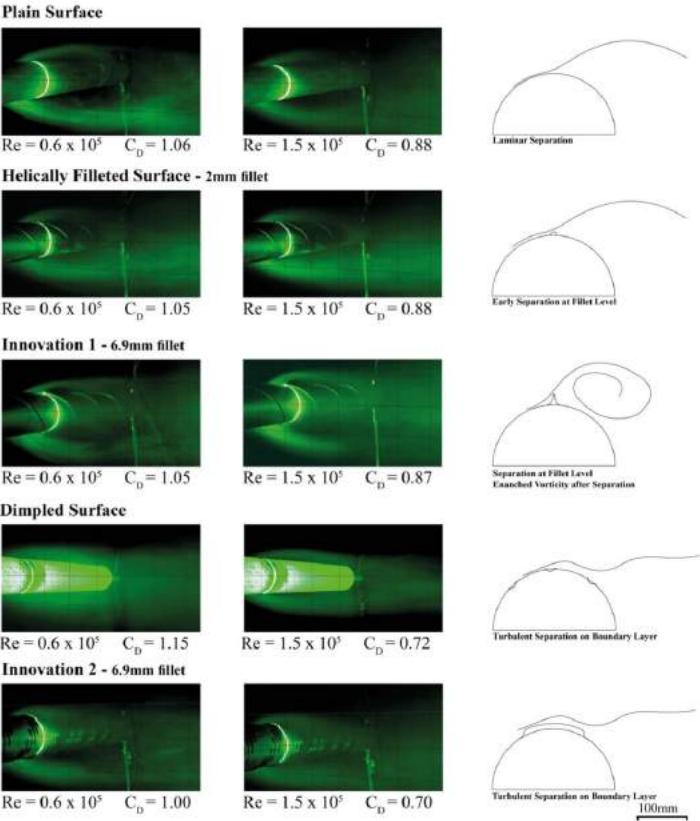 Plain Surface
Re = 0.6 x 10⁵ C_D = 1.06
Re = 1.5 x 10⁵ C_D = 0.88
Laminar Separation
Helically Filleted Surface - 2mm fillet
Re = 0.6 x 10⁵ C_D = 1.05
Re = 1.5 x 10⁵ C_D = 0.88
Early Separation at Fillet Level
Innovation 1 - 6.9mm fillet
Re = 0.6 x 10⁵ C_D = 1.05
Re = 1.5 x 10⁵ C_D = 0.87
Separation at Fillet Level
Enanched Vorticity after Separation
Dimpled Surface
Re = 0.6 x 10⁵ C_D = 1.15
Re = 1.5 x 10⁵ C_D = 0.72
Turbulent Separation on Boundary Layer
Innovation 2 - 6.9mm fillet
Re = 0.6 x 10⁵ C_D = 1.00
Re = 1.5 x 10⁵ C_D = 0.70
Turbulent Separation on Boundary Layer
100mm